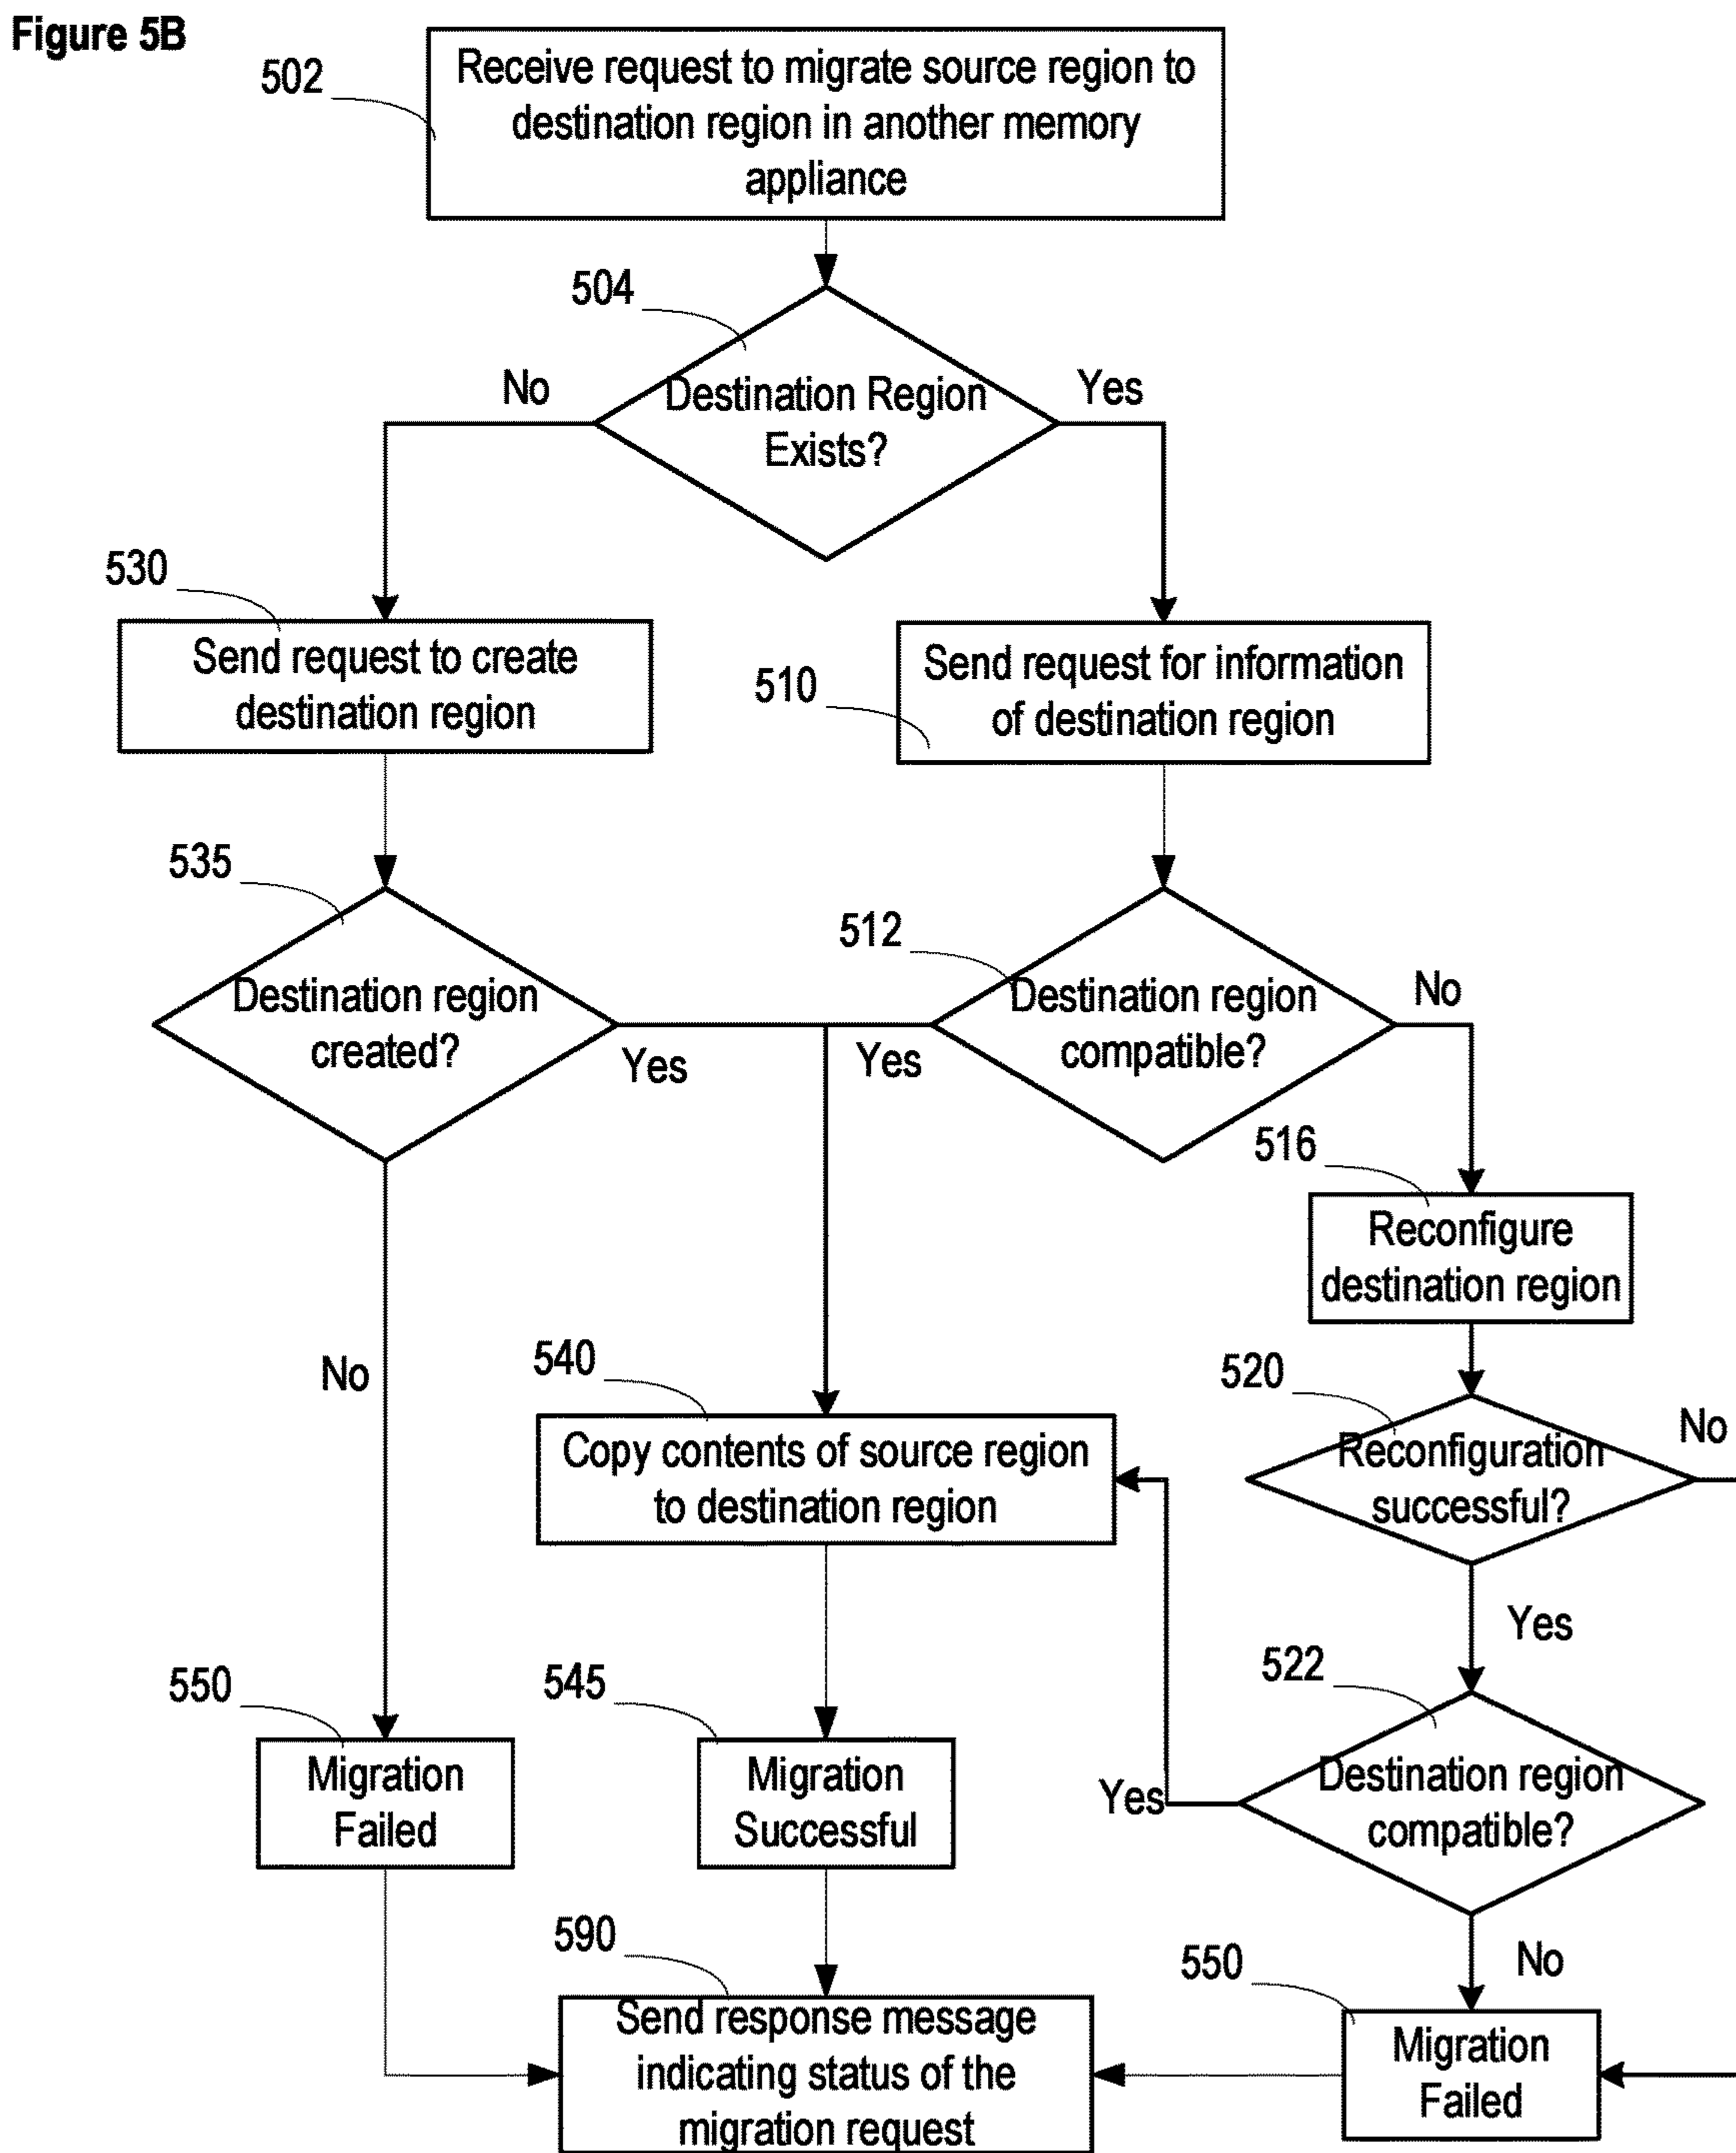 Figure 5B
502
Receive request to migrate source region to
destination region in another memory
appliance
504
Destination Region
Exists?
No
Yes
530
Send request to create
destination region
510
Send request for information
of destination region
535
Destination region
created?
Yes
512
Destination region
compatible?
Yes
No
516
Reconfigure
destination region
No
540
Copy contents of source region
to destination region
520
Reconfiguration
successful?
No
Yes
550
Migration
Failed
545
Migration
Successful
522
Destination region
compatible?
Yes
No
590
Send response message
indicating status of the
migration request
550
Migration
Failed